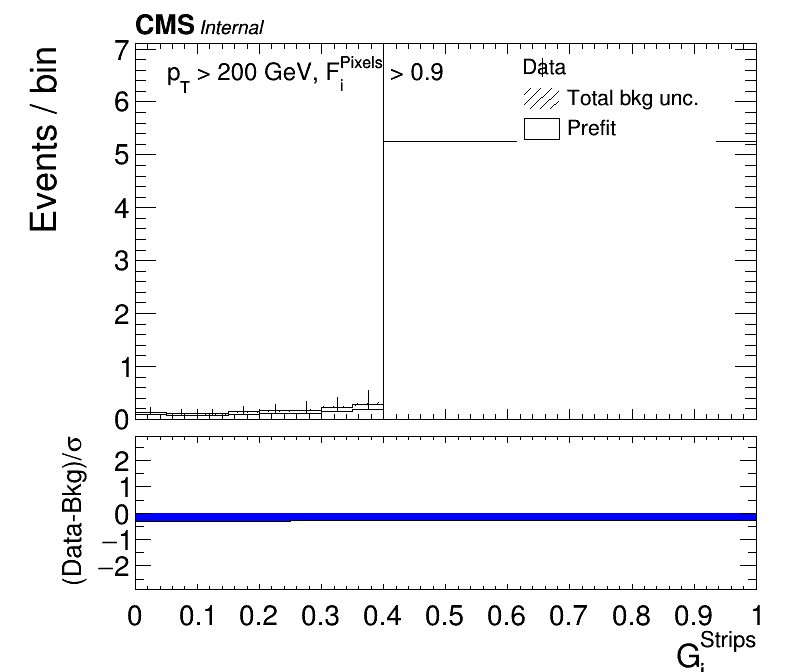 CMS Internal
Events / bin
7
6
5
4
3
2
1
0
p_T > 200 GeV, F_i^Pixels > 0.9
Data
Total bkg unc.
Prefit
(Data-Bkg)/σ
2
1
0
−1
−2
0 0.1 0.2 0.3 0.4 0.5 0.6 0.7 0.8 0.9 1
G_i^Strips